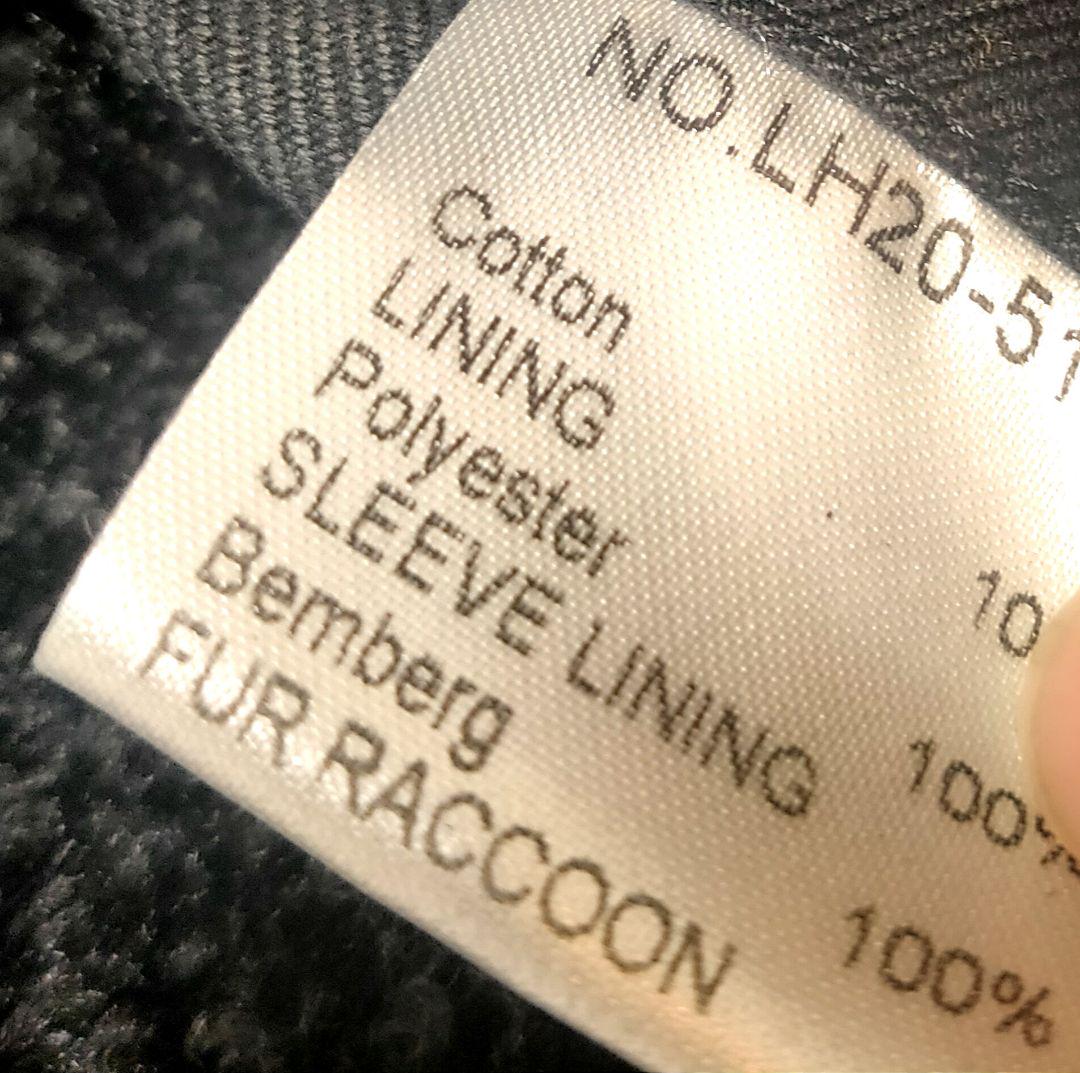 NO.LH20-51
Cotton 10
LINING
Polyester 100%
SLEEVE LINING
Bemberg 100%
FUR RACCOON